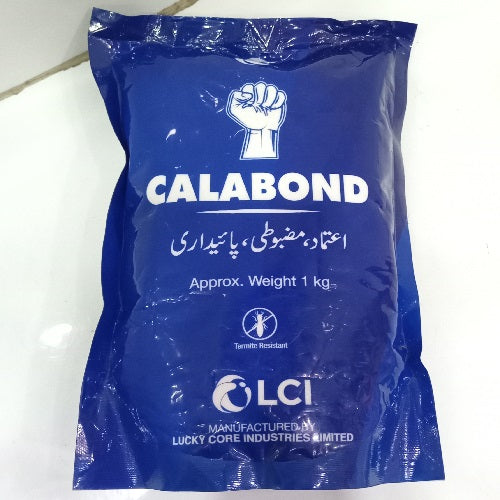 CALABOND
اعتماد، مضبوطی، پائیداری
Approx. Weight 1 kg
Termite Resistant
LCI
MANUFACTURED BY
LUCKY CORE INDUSTRIES LIMITED